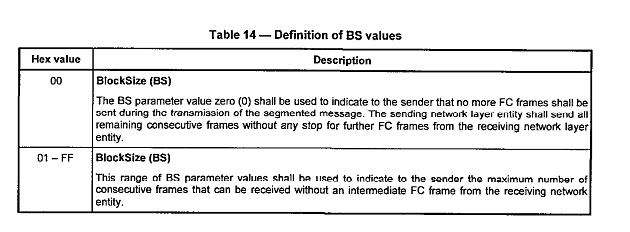 Table 14 — Definition of BS values
Hex value
Description
00
BlockSize (BS)
The BS parameter value zero (0) shall be used to indicate to the sender that no more FC frames shall be
sent during the transmission of the segmented message. The sending network layer entity shall send all
remaining consecutive frames without any stop for further FC frames from the receiving network layer
entity.
01 – FF
BlockSize (BS)
This range of BS parameter values shall be used to indicate to the sender the maximum number of
consecutive frames that can be received without an intermediate FC frame from the receiving network
entity.